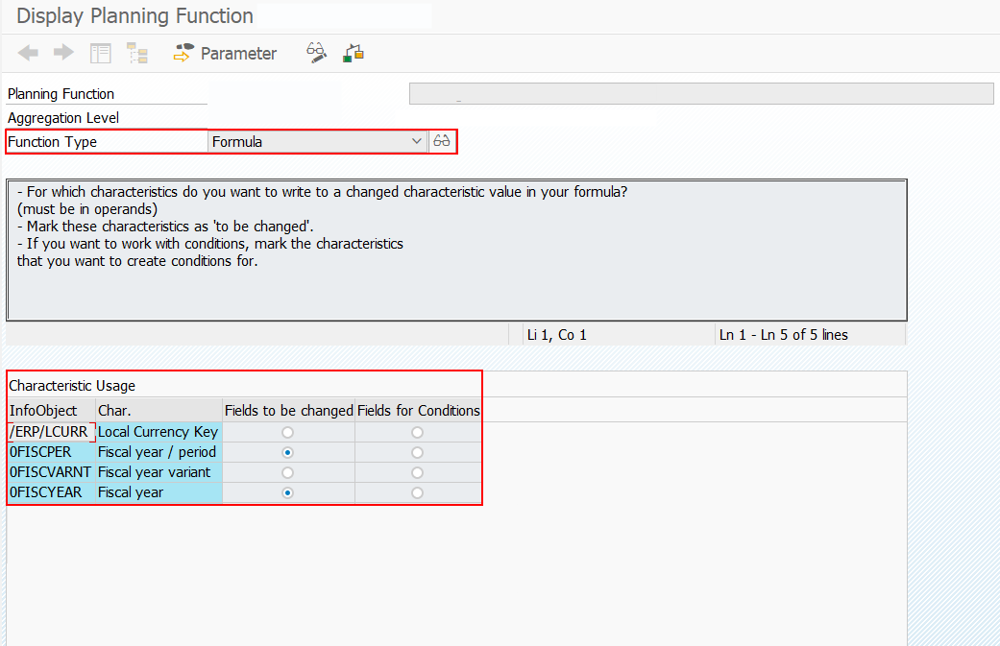 Display Planning Function
Parameter
Planning Function
Aggregation Level
Function Type Formula
- For which characteristics do you want to write to a changed characteristic value in your formula?
(must be in operands)
- Mark these characteristics as 'to be changed'.
- If you want to work with conditions, mark the characteristics
that you want to create conditions for.
Li 1, Co 1 Ln 1 - Ln 5 of 5 lines
Characteristic Usage
InfoObject Char. Fields to be changed Fields for Conditions
/ERP/LCURR Local Currency Key
0FISCPER Fiscal year / period
0FISCVARNT Fiscal year variant
0FISCYEAR Fiscal year